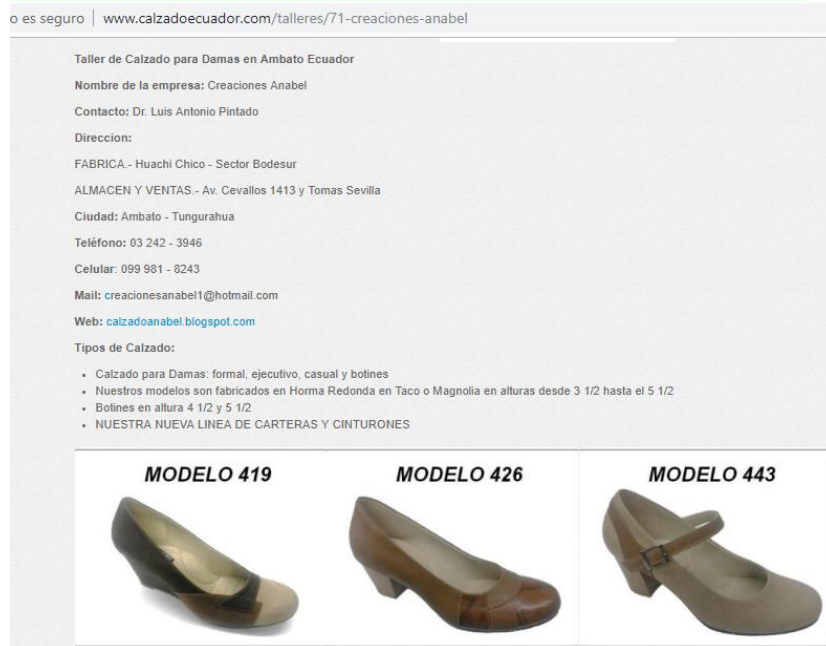 o es seguro | www.calzadoecuador.com/talleres/71-creaciones-anabel
Taller de Calzado para Damas en Ambato Ecuador
Nombre de la empresa: Creaciones Anabel
Contacto: Dr. Luis Antonio Pintado
Direccion:
FABRICA.- Huachi Chico - Sector Bodesur
ALMACEN Y VENTAS.- Av. Cevallos 1413 y Tomas Sevilla
Ciudad: Ambato - Tungurahua
Teléfono: 03 242 - 3946
Celular: 099 981 - 8243
Mail: creacionesanabel1@hotmail.com
Web: calzadoanabel.blogspot.com
Tipos de Calzado:
• Calzado para Damas: formal, ejecutivo, casual y botines
• Nuestros modelos son fabricados en Horma Redonda en Taco o Magnolia en alturas desde 3 1/2 hasta el 5 1/2
• Botines en altura 4 1/2 y 5 1/2
• NUESTRA NUEVA LINEA DE CARTERAS Y CINTURONES
MODELO 419 MODELO 426 MODELO 443